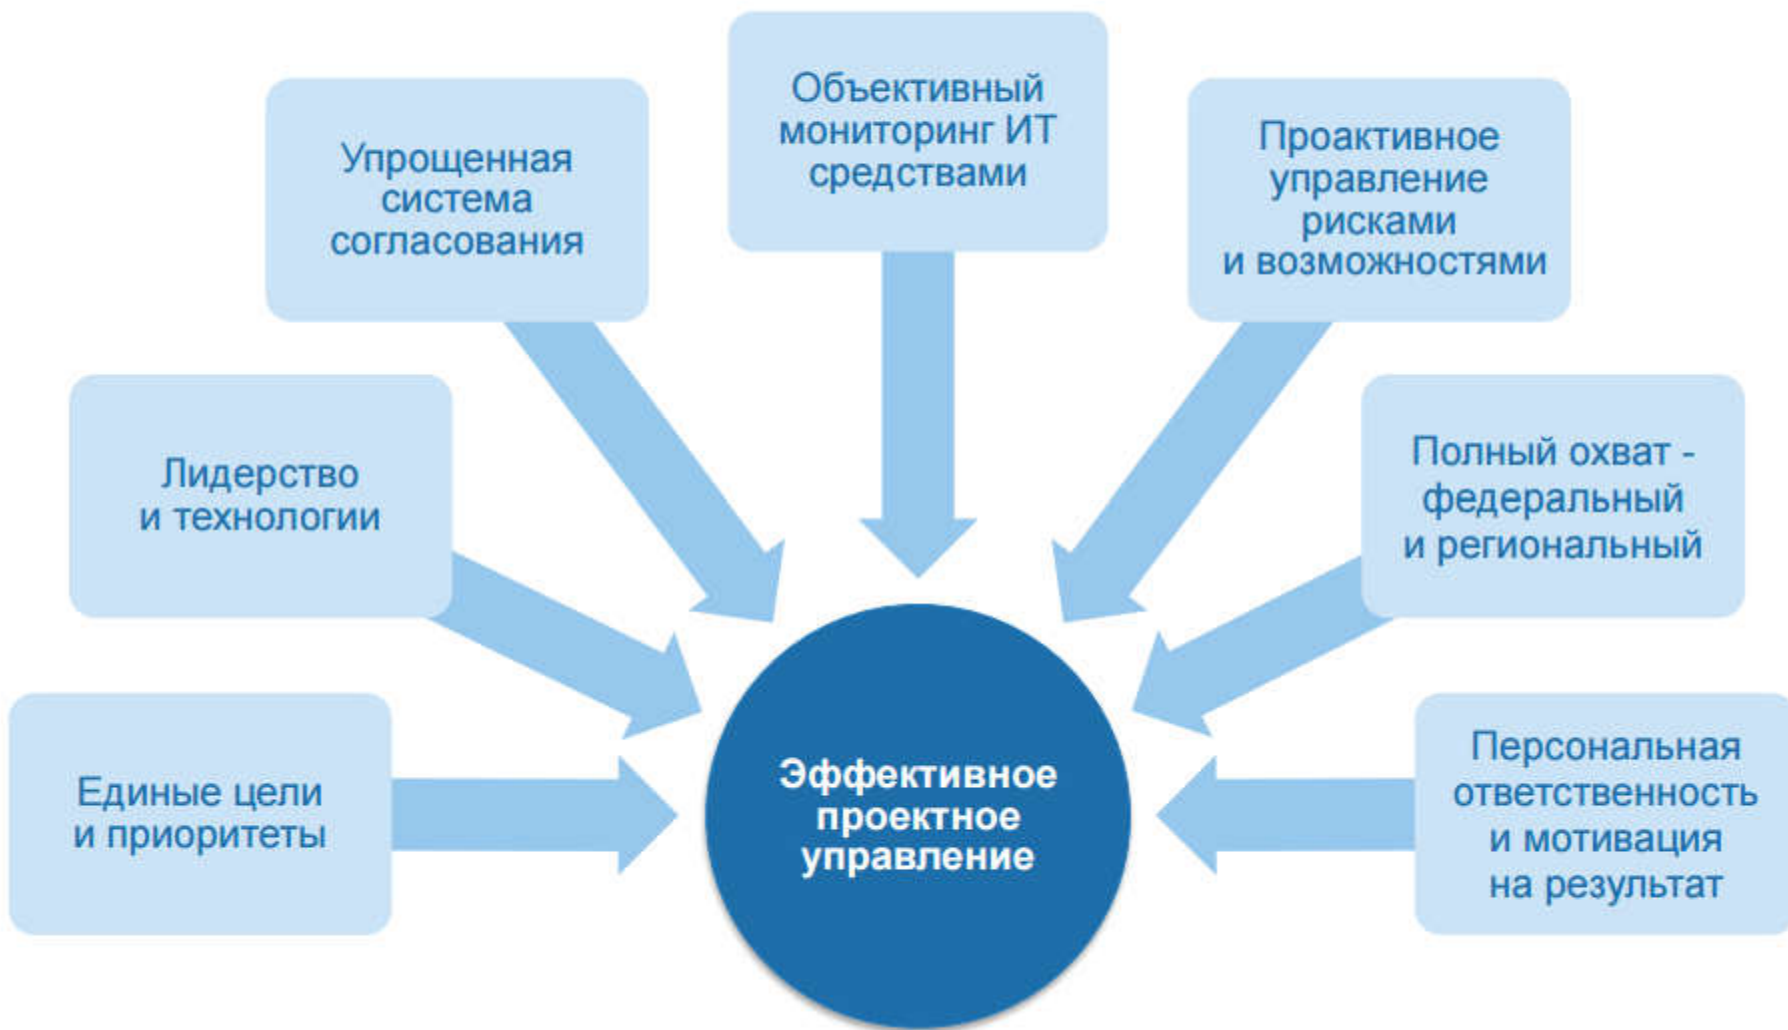 Объективный
мониторинг ИТ
средствами
Упрощенная
система
согласования
Проактивное
управление
рисками
и возможностями
Лидерство
и технологии
Полный охват -
федеральный
и региональный
Единые цели
и приоритеты
Эффективное
проектное
управление
Персональная
ответственность
и мотивация
на результат